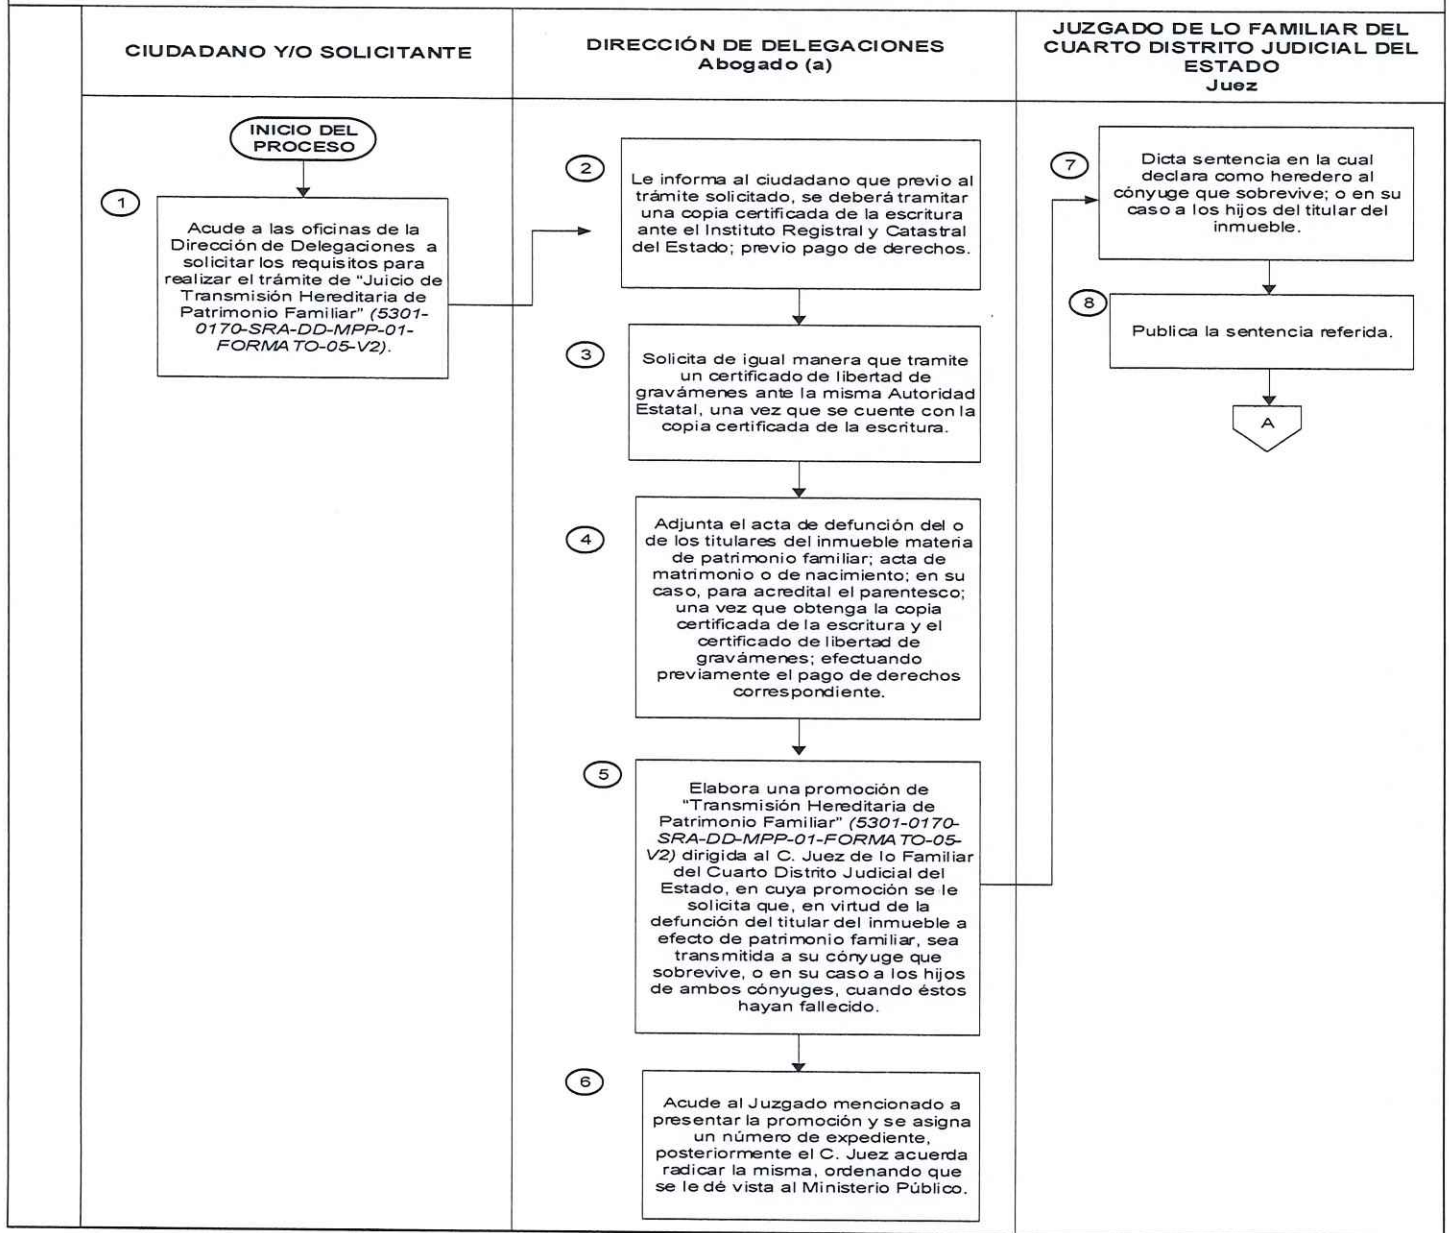 CIUDADANO Y/O SOLICITANTE
DIRECCIÓN DE DELEGACIONES
Abogado (a)
JUZGADO DE LO FAMILIAR DEL
CUARTO DISTRITO JUDICIAL DEL
ESTADO
Juez
INICIO DEL
PROCESO
1
Acude a las oficinas de la
Dirección de Delegaciones a
solicitar los requisitos para
realizar el trámite de "Juicio de
Transmisión Hereditaria de
Patrimonio Familiar" (5301-
0170-SRA-DD-MPP-01-
FORMATO-05-V2).
2
Le informa al ciudadano que previo al
trámite solicitado, se deberá tramitar
una copia certificada de la escritura
ante el Instituto Registral y Catastral
del Estado; previo pago de derechos.
3
Solicita de igual manera que tramite
un certificado de libertad de
gravámenes ante la misma Autoridad
Estatal, una vez que se cuente con la
copia certificada de la escritura.
4
Adjunta el acta de defunción del o
de los titulares del inmueble materia
de patrimonio familiar; acta de
matrimonio o de nacimiento; en su
caso, para acredital el parentesco;
una vez que obtenga la copia
certificada de la escritura y el
certificado de libertad de
gravámenes; efectuando
previamente el pago de derechos
correspondiente.
5
Elabora una promoción de
"Transmisión Hereditaria de
Patrimonio Familiar" (5301-0170-
SRA-DD-MPP-01-FORMATO-05-
V2) dirigida al C. Juez de lo Familiar
del Cuarto Distrito Judicial del
Estado, en cuya promoción se le
solicita que, en virtud de la
defunción del titular del inmueble a
efecto de patrimonio familiar, sea
transmitida a su cónyuge que
sobrevive, o en su caso a los hijos
de ambos cónyuges, cuando éstos
hayan fallecido.
6
Acude al Juzgado mencionado a
presentar la promoción y se asigna
un número de expediente,
posteriormente el C. Juez acuerda
radicar la misma, ordenando que
se le dé vista al Ministerio Público.
7
Dicta sentencia en la cual
declara como heredero al
cónyuge que sobrevive; o en su
caso a los hijos del titular del
inmueble.
8
Publica la sentencia referida.
A